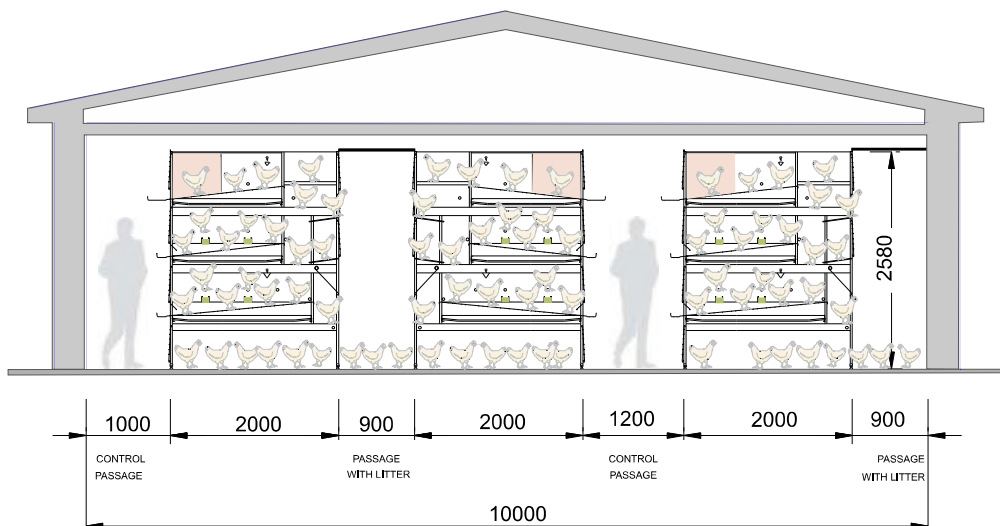 2580
1000
2000
900
2000
1200
2000
900
CONTROL
PASSAGE
PASSAGE
WITH LITTER
CONTROL
PASSAGE
PASSAGE
WITH LITTER
10000